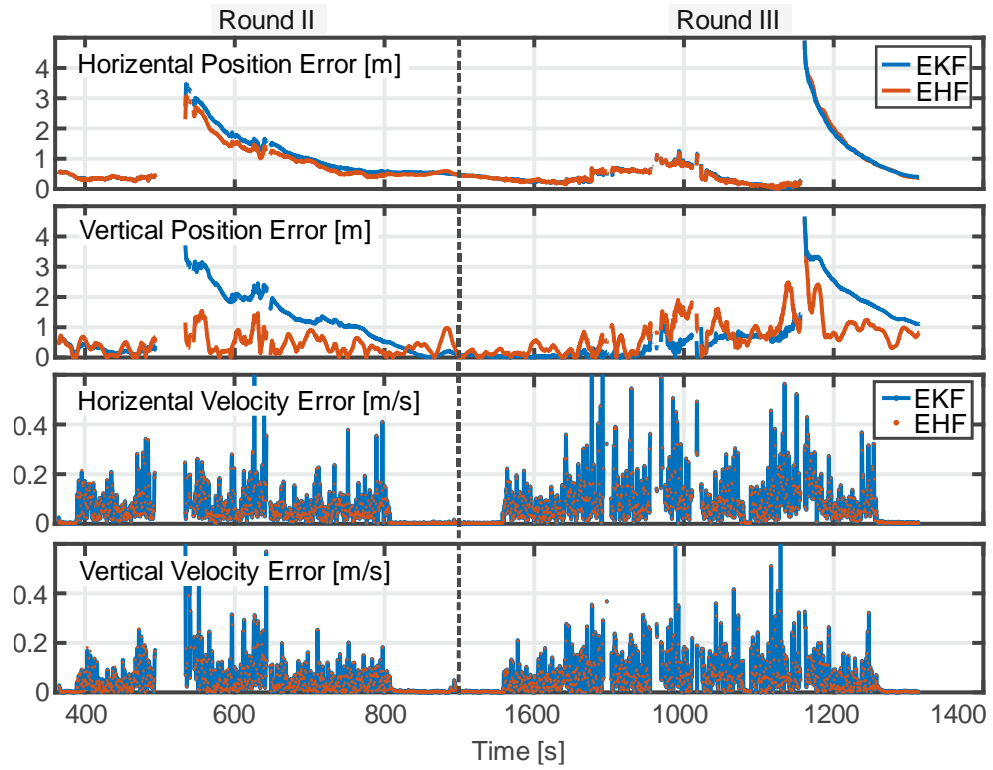 Round II
Round III
Horizental Position Error [m]
EKF
EHF
4
3
2
1
0
Vertical Position Error [m]
4
3
2
1
0
Horizental Velocity Error [m/s]
EKF
EHF
0.4
0.2
0
Vertical Velocity Error [m/s]
0.4
0.2
0
400 600 800 1600 1000 1200 1400
Time [s]